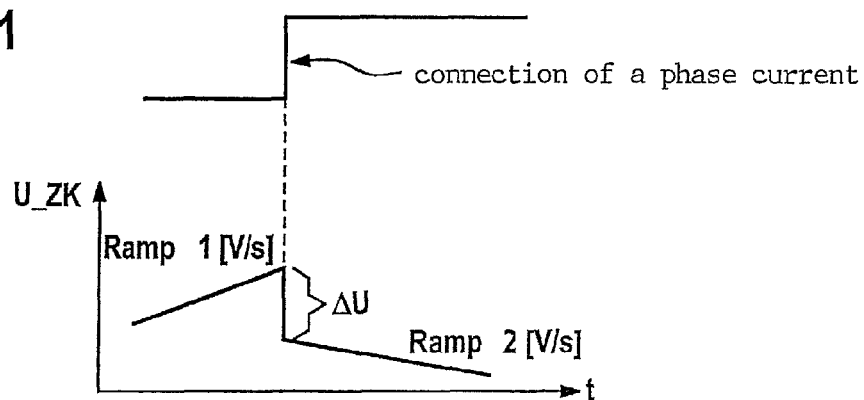 1
connection of a phase current
U_ZK
Ramp 1 [V/s]
ΔU
Ramp 2 [V/s]
t